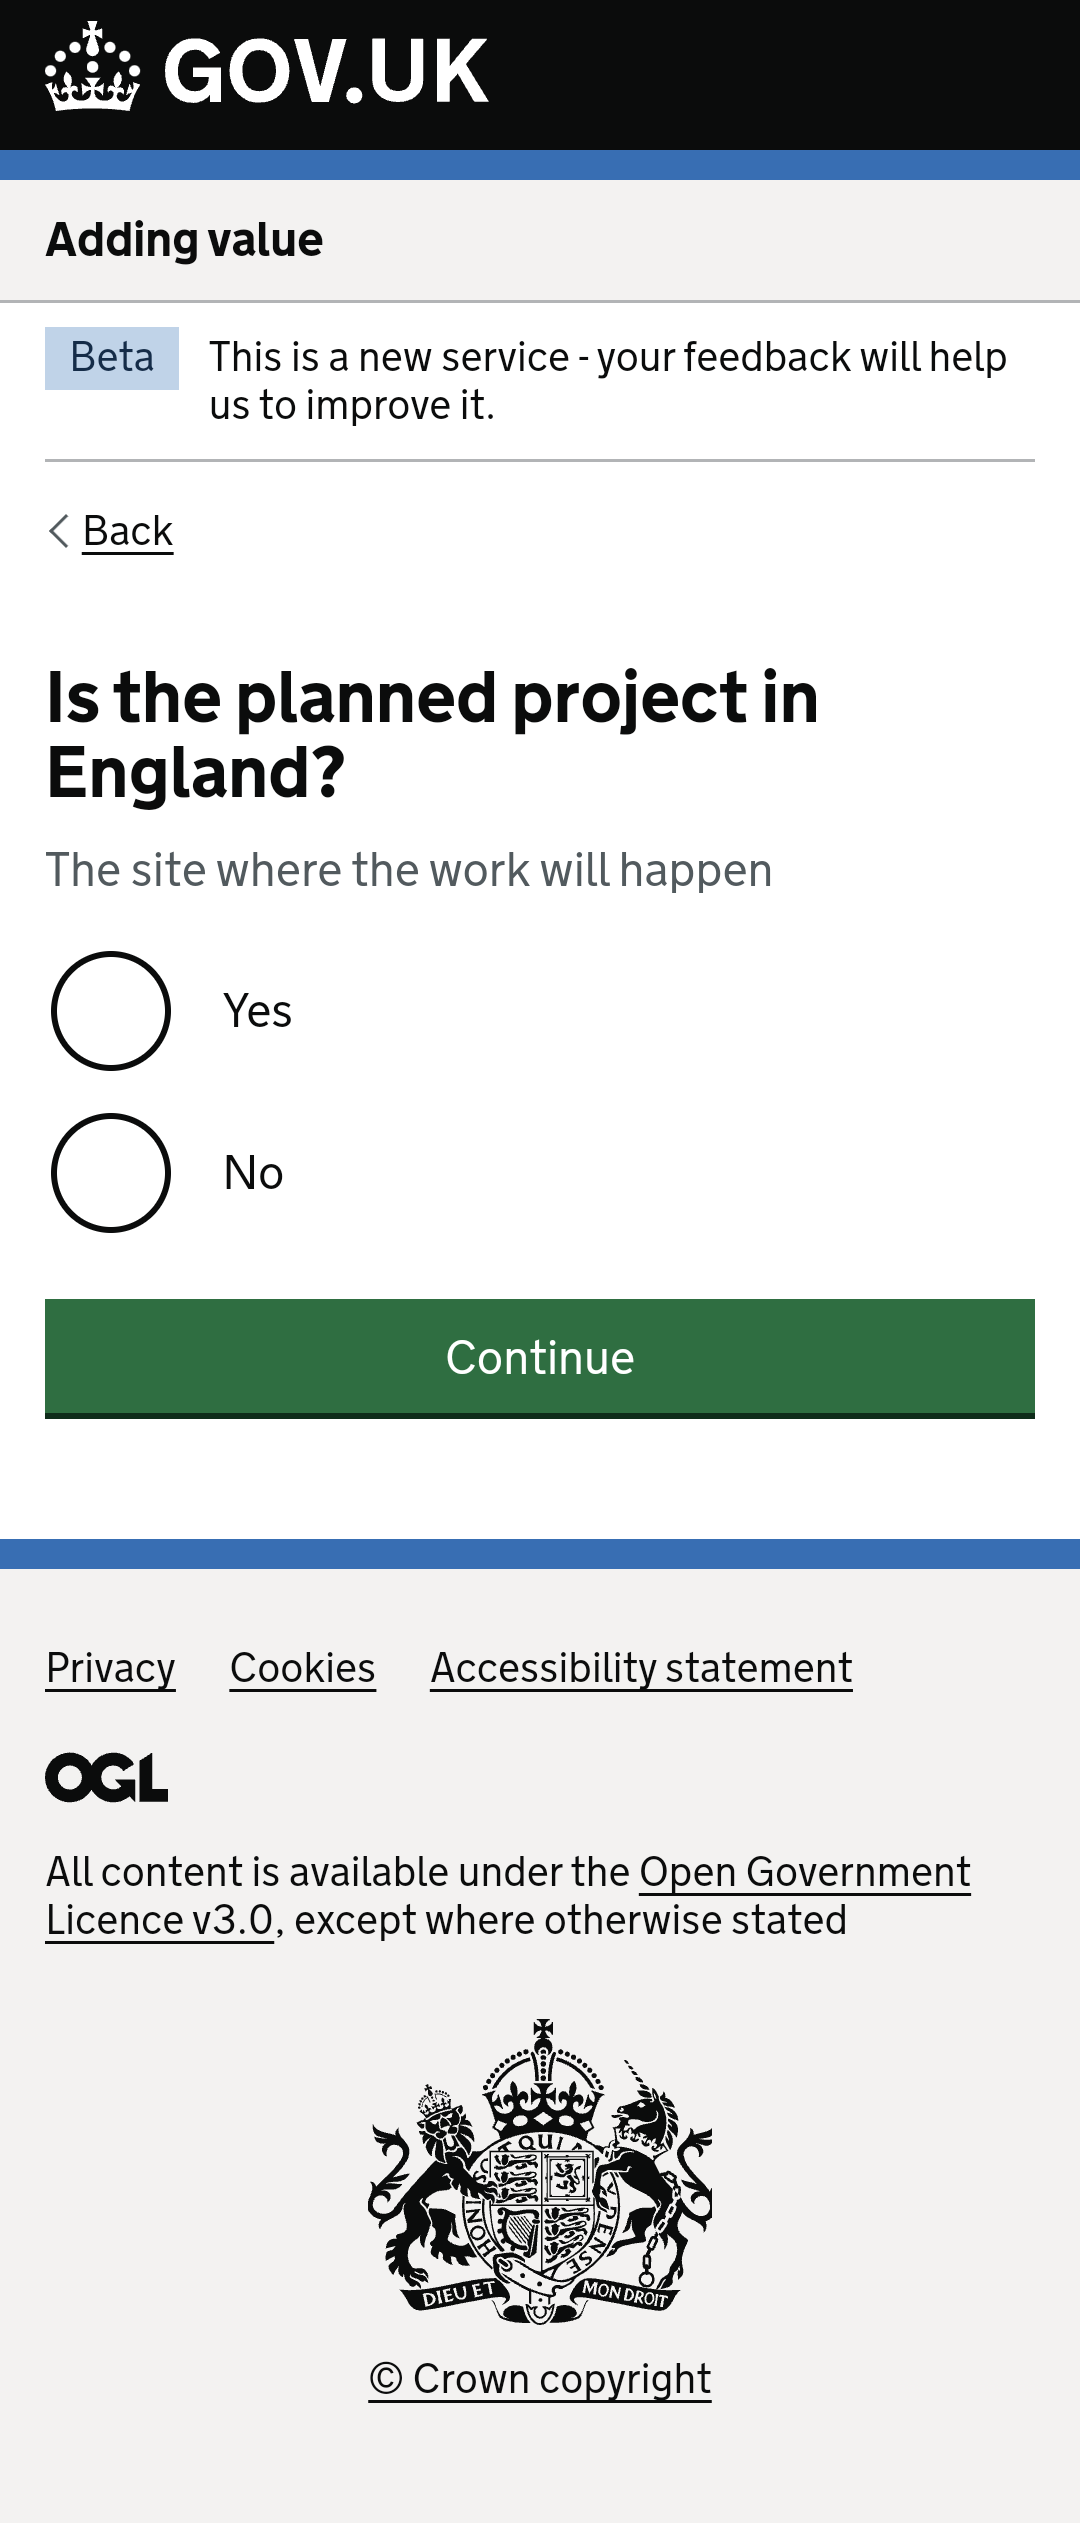 GOV.UK
Adding value
Beta
This is a new service - your feedback will help
us to improve it.
Back
Is the planned project in
England?
The site where the work will happen
Yes
No
Continue
Privacy Cookies Accessibility statement
OGL
All content is available under the Open Government
Licence v3.0, except where otherwise stated
QUI
HONI
PENSE
DIEU ET MON DROIT
© Crown copyright